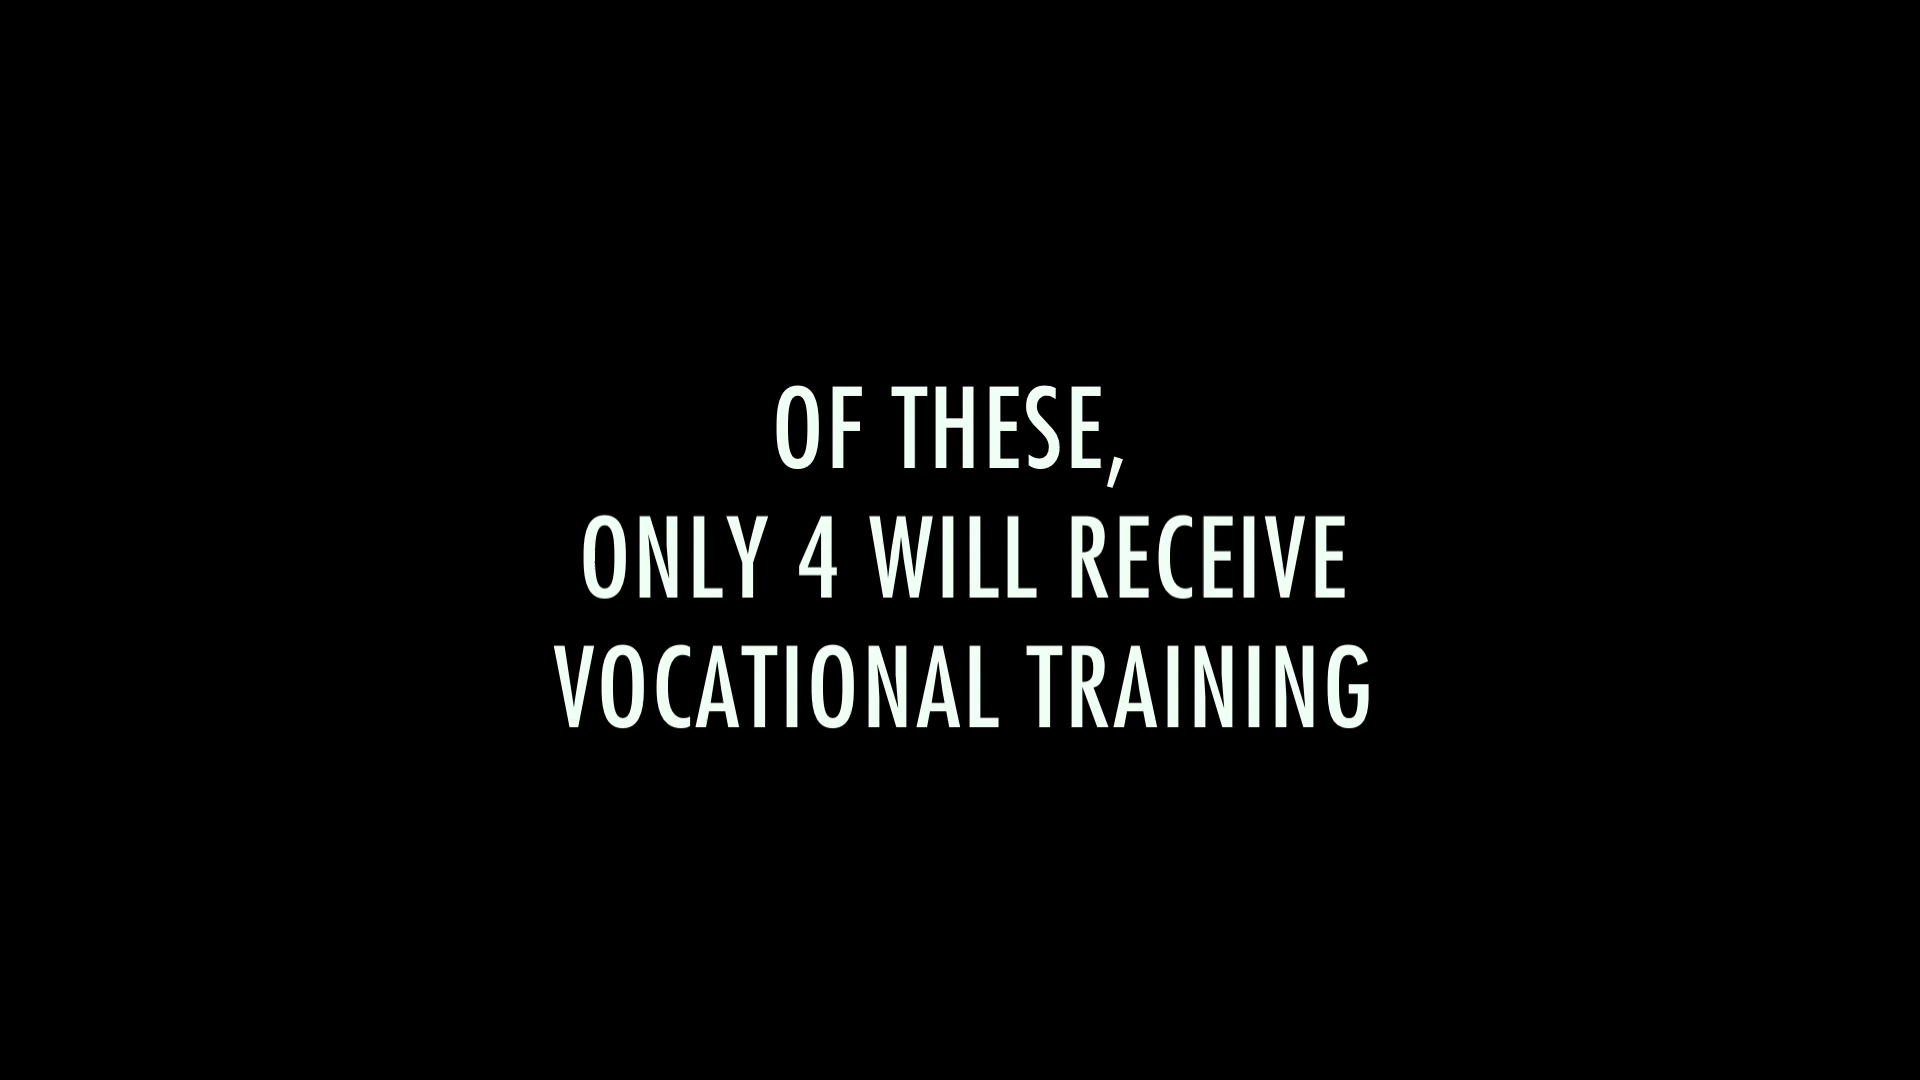 OF THESE,
ONLY 4 WILL RECEIVE
VOCATIONAL TRAINING